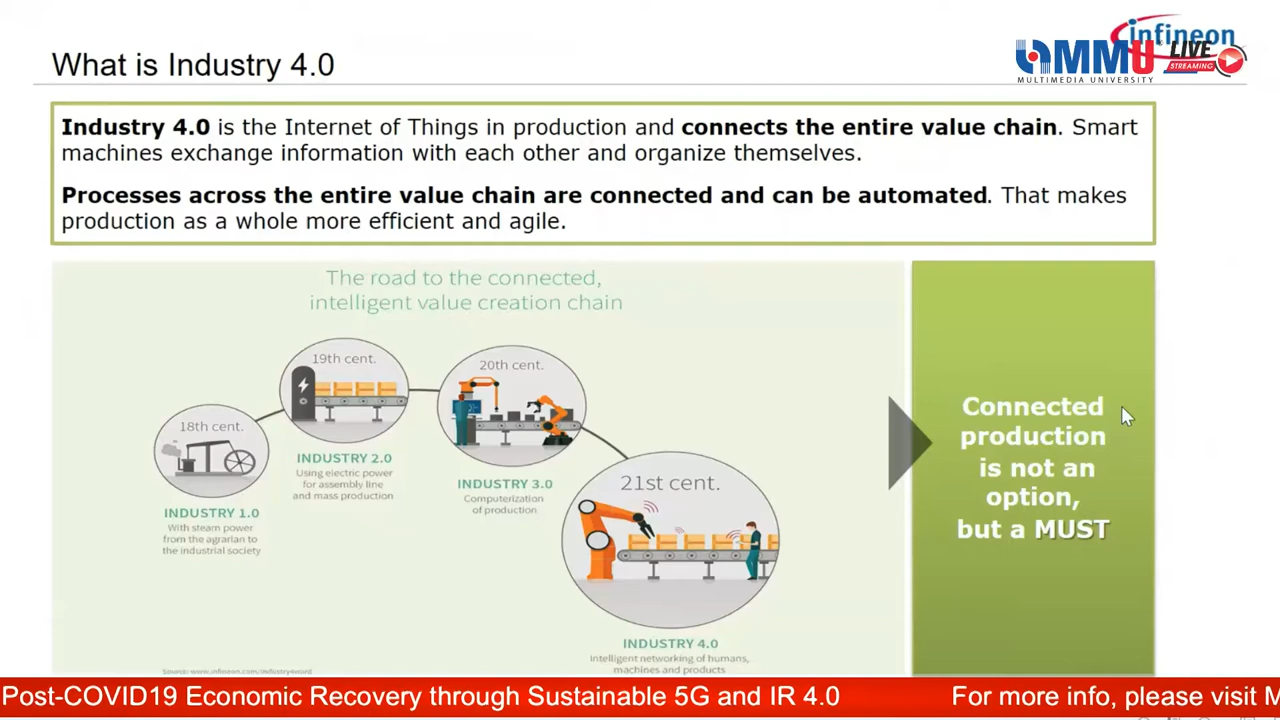 infineon
MMU
MULTIMEDIA UNIVERSITY
LIVE
STREAMING
What is Industry 4.0
Industry 4.0 is the Internet of Things in production and connects the entire value chain. Smart
machines exchange information with each other and organize themselves.
Processes across the entire value chain are connected and can be automated. That makes
production as a whole more efficient and agile.
The road to the connected,
intelligent value creation chain
18th cent.
INDUSTRY 1.0
With steam power
from the agrarian to
the industrial society
19th cent.
INDUSTRY 2.0
Using electric power
for assembly line
and mass production
20th cent.
INDUSTRY 3.0
Computerization
of production
21st cent.
INDUSTRY 4.0
Intelligent networking of humans,
machines and products
Connected
production
is not an
option,
but a MUST
Source: www.infineon.com/
Post-COVID19 Economic Recovery through Sustainable 5G and IR 4.0
For more info, please visit M